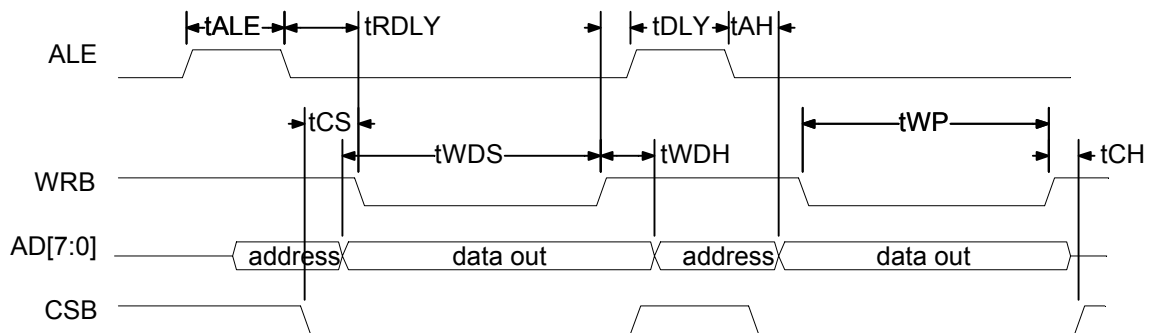 tALE tRDLY tDLY tAH
ALE
tCS tWP
tWDS tWDH tCH
WRB
AD[7:0] address data out address data out
CSB